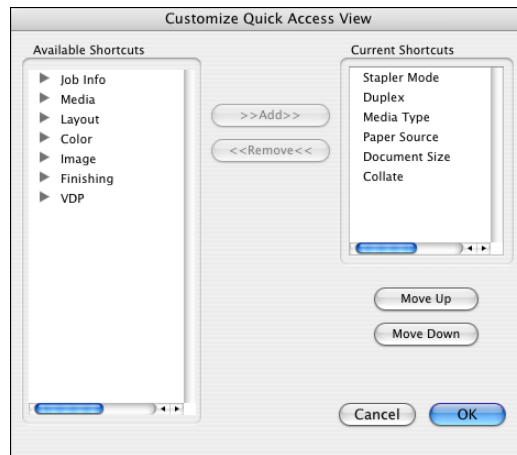 Customize Quick Access View
Available Shortcuts
Job Info
Media
Layout
Color
Image
Finishing
VDP
>>Add>>
<<Remove<<
Current Shortcuts
Stapler Mode
Duplex
Media Type
Paper Source
Document Size
Collate
Move Up
Move Down
Cancel
OK